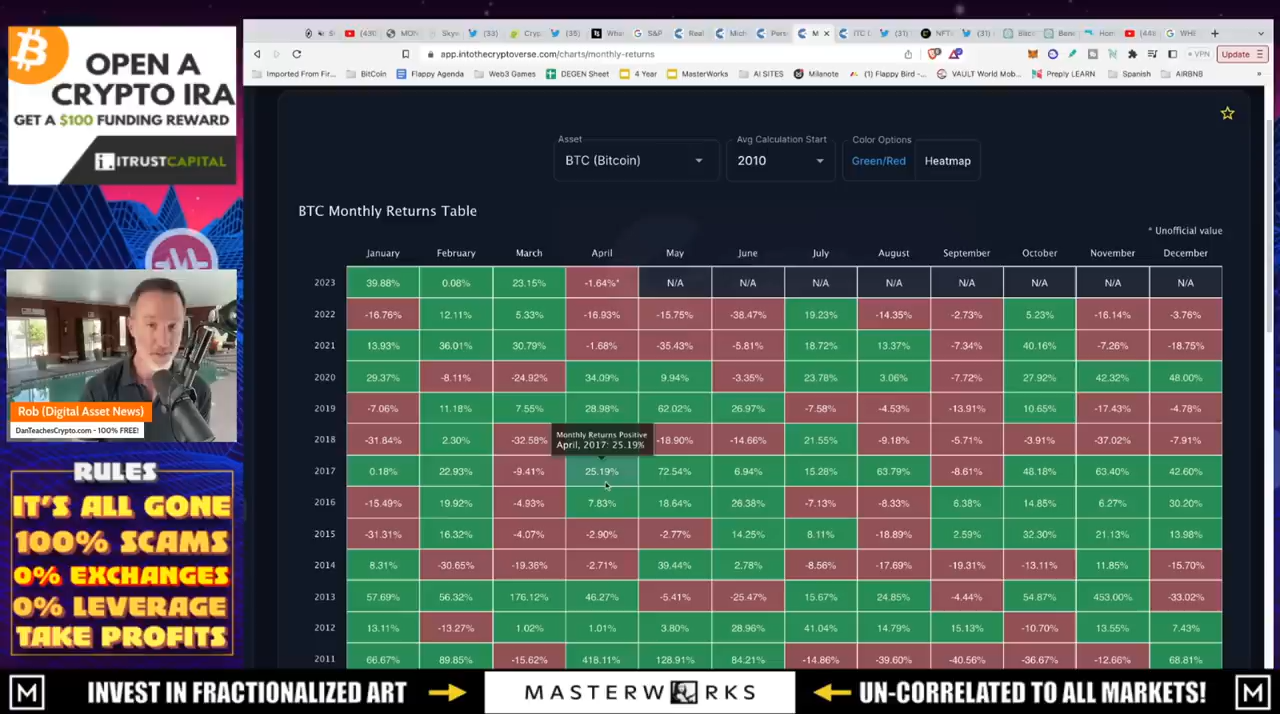 OPEN A
CRYPTO IRA
GET A $100 FUNDING REWARD
ITRUSTCAPITAL
Rob (Digital Asset News)
DanTeachesCrypto.com - 100% FREE!
RULES
IT'S ALL GONE
100% SCAMS
0% EXCHANGES
0% LEVERAGE
TAKE PROFITS
app.intothecryptoverse.com/charts/monthly-returns
VPN
Update
Imported From Fir... BitCoin Flappy Agenda Web3 Games DEGEN Sheet 4 Year MasterWorks AI SITES Milanote (1) Flappy Bird -... VAULT World Mob... Preply LEARN Spanish AIRBNB
Asset Avg Calculation Start Color Options
BTC (Bitcoin) 2010 Green/Red Heatmap
BTC Monthly Returns Table
* Unofficial value
January February March April May June July August September October November December
2023 39.88% 0.08% 23.15% -1.64%* N/A N/A N/A N/A N/A N/A N/A N/A
2022 -16.76% 12.11% 5.33% -16.93% -15.75% -38.47% 19.23% -14.35% -2.73% 5.23% -16.14% -3.76%
2021 13.93% 36.01% 30.79% -1.68% -35.43% -5.81% 18.72% 13.37% -7.34% 40.16% -7.26% -18.75%
2020 29.37% -8.11% -24.92% 34.09% 9.94% -3.35% 23.78% 3.06% -7.72% 27.92% 42.32% 48.00%
2019 -7.06% 11.18% 7.55% 28.98% 62.02% 26.97% -7.58% -4.53% -13.91% 10.65% -17.43% -4.78%
Monthly Returns Positive
April, 2017: 25.19%
2018 -31.84% 2.30% -32.58% -18.90% -14.66% 21.55% -9.18% -5.71% -3.91% -37.02% -7.91%
2017 0.18% 22.93% -9.41% 25.19% 72.54% 6.94% 15.28% 63.79% -8.61% 48.18% 63.40% 42.60%
2016 -15.49% 19.92% -4.93% 7.83% 18.64% 26.38% -7.13% -8.33% 6.38% 14.85% 6.27% 30.20%
2015 -31.31% 16.32% -4.07% -2.90% -2.77% 14.25% 8.11% -18.89% 2.59% 32.30% 21.13% 13.98%
2014 8.31% -30.65% -19.36% -2.71% 39.44% 2.78% -8.56% -17.69% -19.31% -13.11% 11.85% -15.70%
2013 57.69% 56.32% 176.12% 46.27% -5.41% -25.47% 15.67% 24.85% -4.44% 54.87% 453.00% -33.02%
2012 13.11% -13.27% 1.02% 1.01% 3.80% 28.96% 41.04% 14.79% 15.13% -10.70% 13.55% 7.43%
2011 66.67% 89.85% -15.62% 418.11% 128.91% 84.21% -14.86% -39.60% -40.56% -36.67% -12.66% 68.81%
M INVEST IN FRACTIONALIZED ART MASTERWORKS UN-CORRELATED TO ALL MARKETS! M